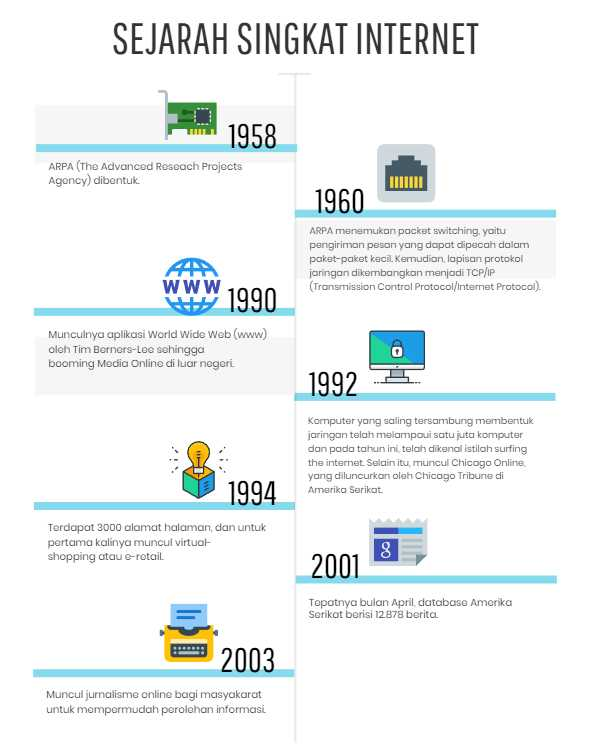 SEJARAH SINGKAT INTERNET
1958
ARPA (The Advanced Reseach Projects
Agency) dibentuk.
1960
ARPA menemukan packet switching, yaitu
pengiriman pesan yang dapat dipecah dalam
paket-paket kecil. Kemudian, lapisan protokol
jaringan dikembangkan menjadi TCP/IP
(Transmission Control Protocol/Internet Protocol).
WWW
1990
Munculnya aplikasi World Wide Web (www)
oleh Tim Berners-Lee sehingga
booming Media Online di luar negeri.
1992
Komputer yang saling tersambung membentuk
jaringan telah melampaui satu juta komputer
dan pada tahun ini, telah dikenal istilah surfing
the internet. Selain itu, muncul Chicago Online,
yang diluncurkan oleh Chicago Tribune di
Amerika Serikat.
1994
Terdapat 3000 alamat halaman, dan untuk
pertama kalinya muncul virtual-
shopping atau e-retail.
8
2001
Tepatnya bulan April, database Amerika
Serikat berisi 12.878 berita.
2003
Muncul jurnalisme online bagi masyakarat
untuk mempermudah perolehan informasi.